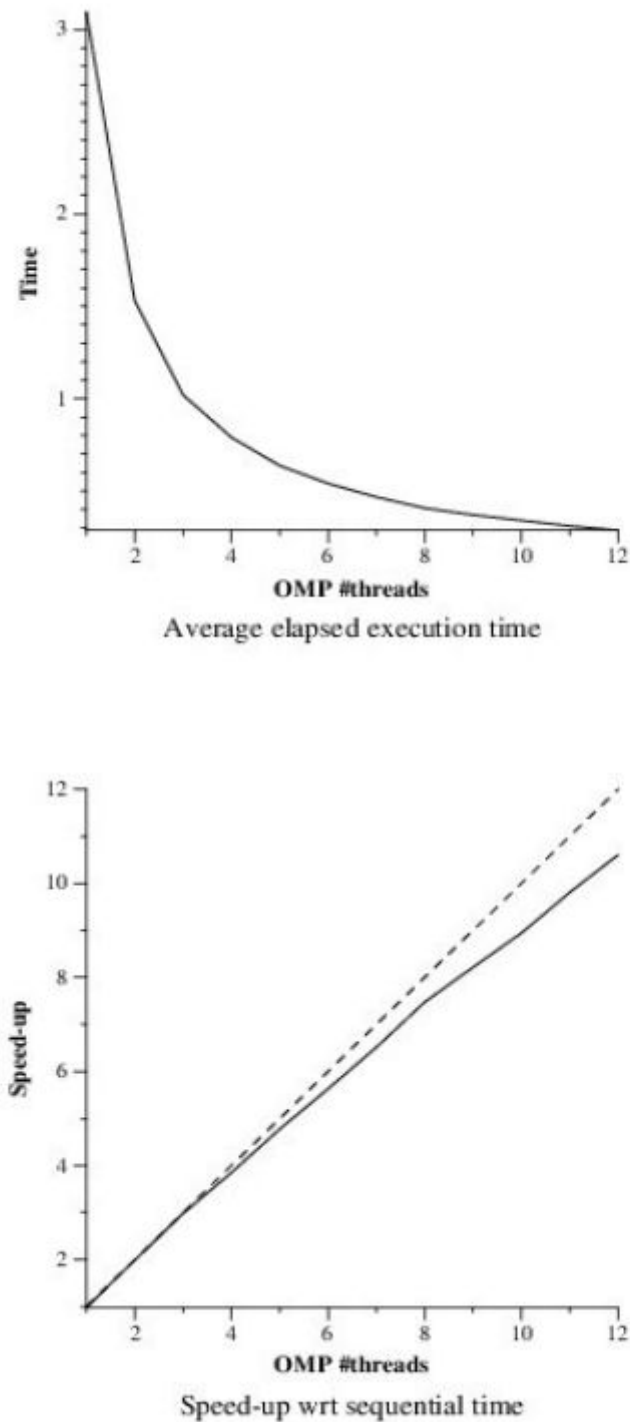 3
2
1
Time
2 4 6 8 10 12
OMP #threads
Average elapsed execution time
12
10
8
6
4
2
Speed-up
2 4 6 8 10 12
OMP #threads
Speed-up wrt sequential time